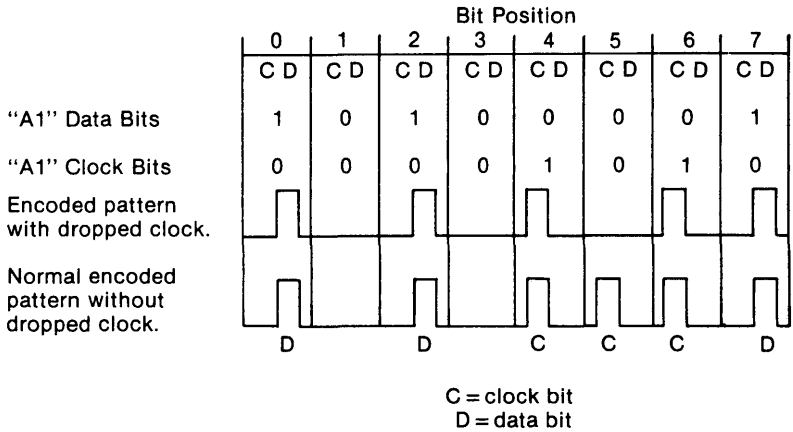 Bit Position
0 1 2 3 4 5 6 7
C D C D C D C D C D C D C D C D
“A1” Data Bits 1 0 1 0 0 0 0 1
“A1” Clock Bits 0 0 0 0 1 0 1 0
Encoded pattern
with dropped clock.
Normal encoded
pattern without
dropped clock.
D D C C C D
C = clock bit
D = data bit